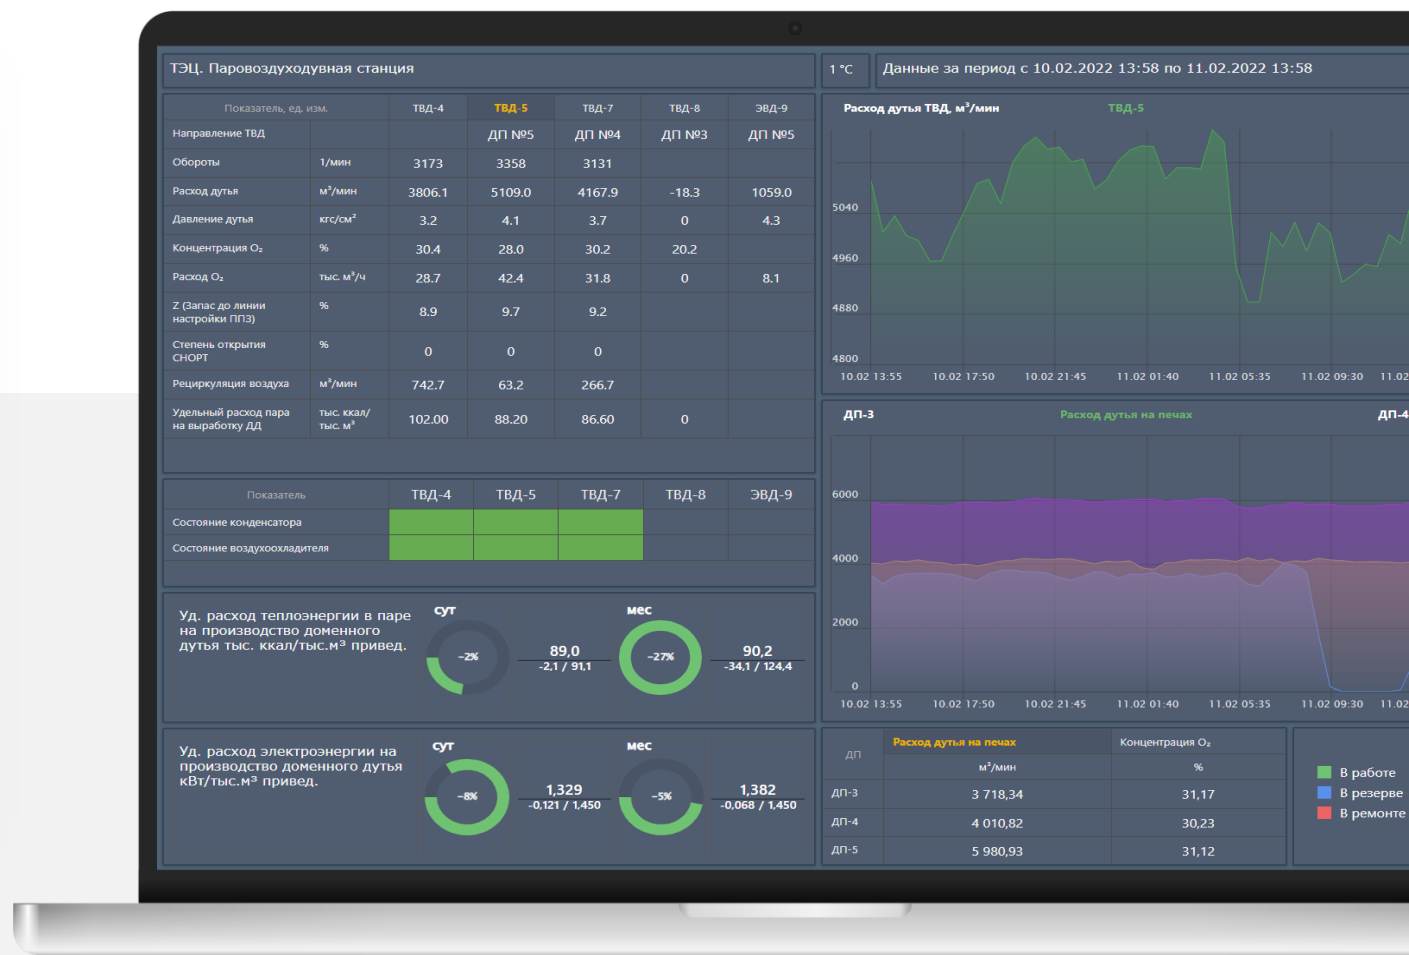 ТЭЦ. Паровоздуходувная станция
1 °C
Данные за период с 10.02.2022 13:58 по 11.02.2022 13:58
Показатель, ед. изм. ТВД-4 ТВД-5 ТВД-7 ТВД-8 ЭВД-9
Направление ТВД ДП №5 ДП №4 ДП №3 ДП №5
Обороты 1/мин 3173 3358 3131
Расход дутья м³/мин 3806.1 5109.0 4167.9 -18.3 1059.0
Давление дутья кгс/см² 3.2 4.1 3.7 0 4.3
Концентрация O₂ % 30.4 28.0 30.2 20.2
Расход O₂ тыс. м³/ч 28.7 42.4 31.8 0 8.1
Z (Запас до линии
настройки ППЗ) % 8.9 9.7 9.2
Степень открытия
СНОРТ % 0 0 0
Рециркуляция воздуха м³/мин 742.7 63.2 266.7
Удельный расход пара
на выработку ДД тыс. ккал/
тыс. м³ 102.00 88.20 86.60 0
Показатель ТВД-4 ТВД-5 ТВД-7 ТВД-8 ЭВД-9
Состояние конденсатора
Состояние воздухоохладителя
Уд. расход теплоэнергии в паре
на производство доменного
дутья тыс. ккал/тыс.м³ привед.
сут
-2%
89,0
-2,1 / 91,1
мес
-27%
90,2
-34,1 / 124,4
Уд. расход электроэнергии на
производство доменного дутья
кВт/тыс.м³ привед.
сут
-8%
1,329
-0,121 / 1,450
мес
-5%
1,382
-0,068 / 1,450
Расход дутья ТВД, м³/мин ТВД-5
5040
4960
4880
4800
10.02 13:55 10.02 17:50 10.02 21:45 11.02 01:40 11.02 05:35 11.02 09:30 11.02
ДП-3 Расход дутья на печах ДП-4
6000
4000
2000
0
10.02 13:55 10.02 17:50 10.02 21:45 11.02 01:40 11.02 05:35 11.02 09:30 11.02
ДП Расход дутья на печах Концентрация O₂
м³/мин %
ДП-3 3 718,34 31,17
ДП-4 4 010,82 30,23
ДП-5 5 980,93 31,12
В работе
В резерве
В ремонте